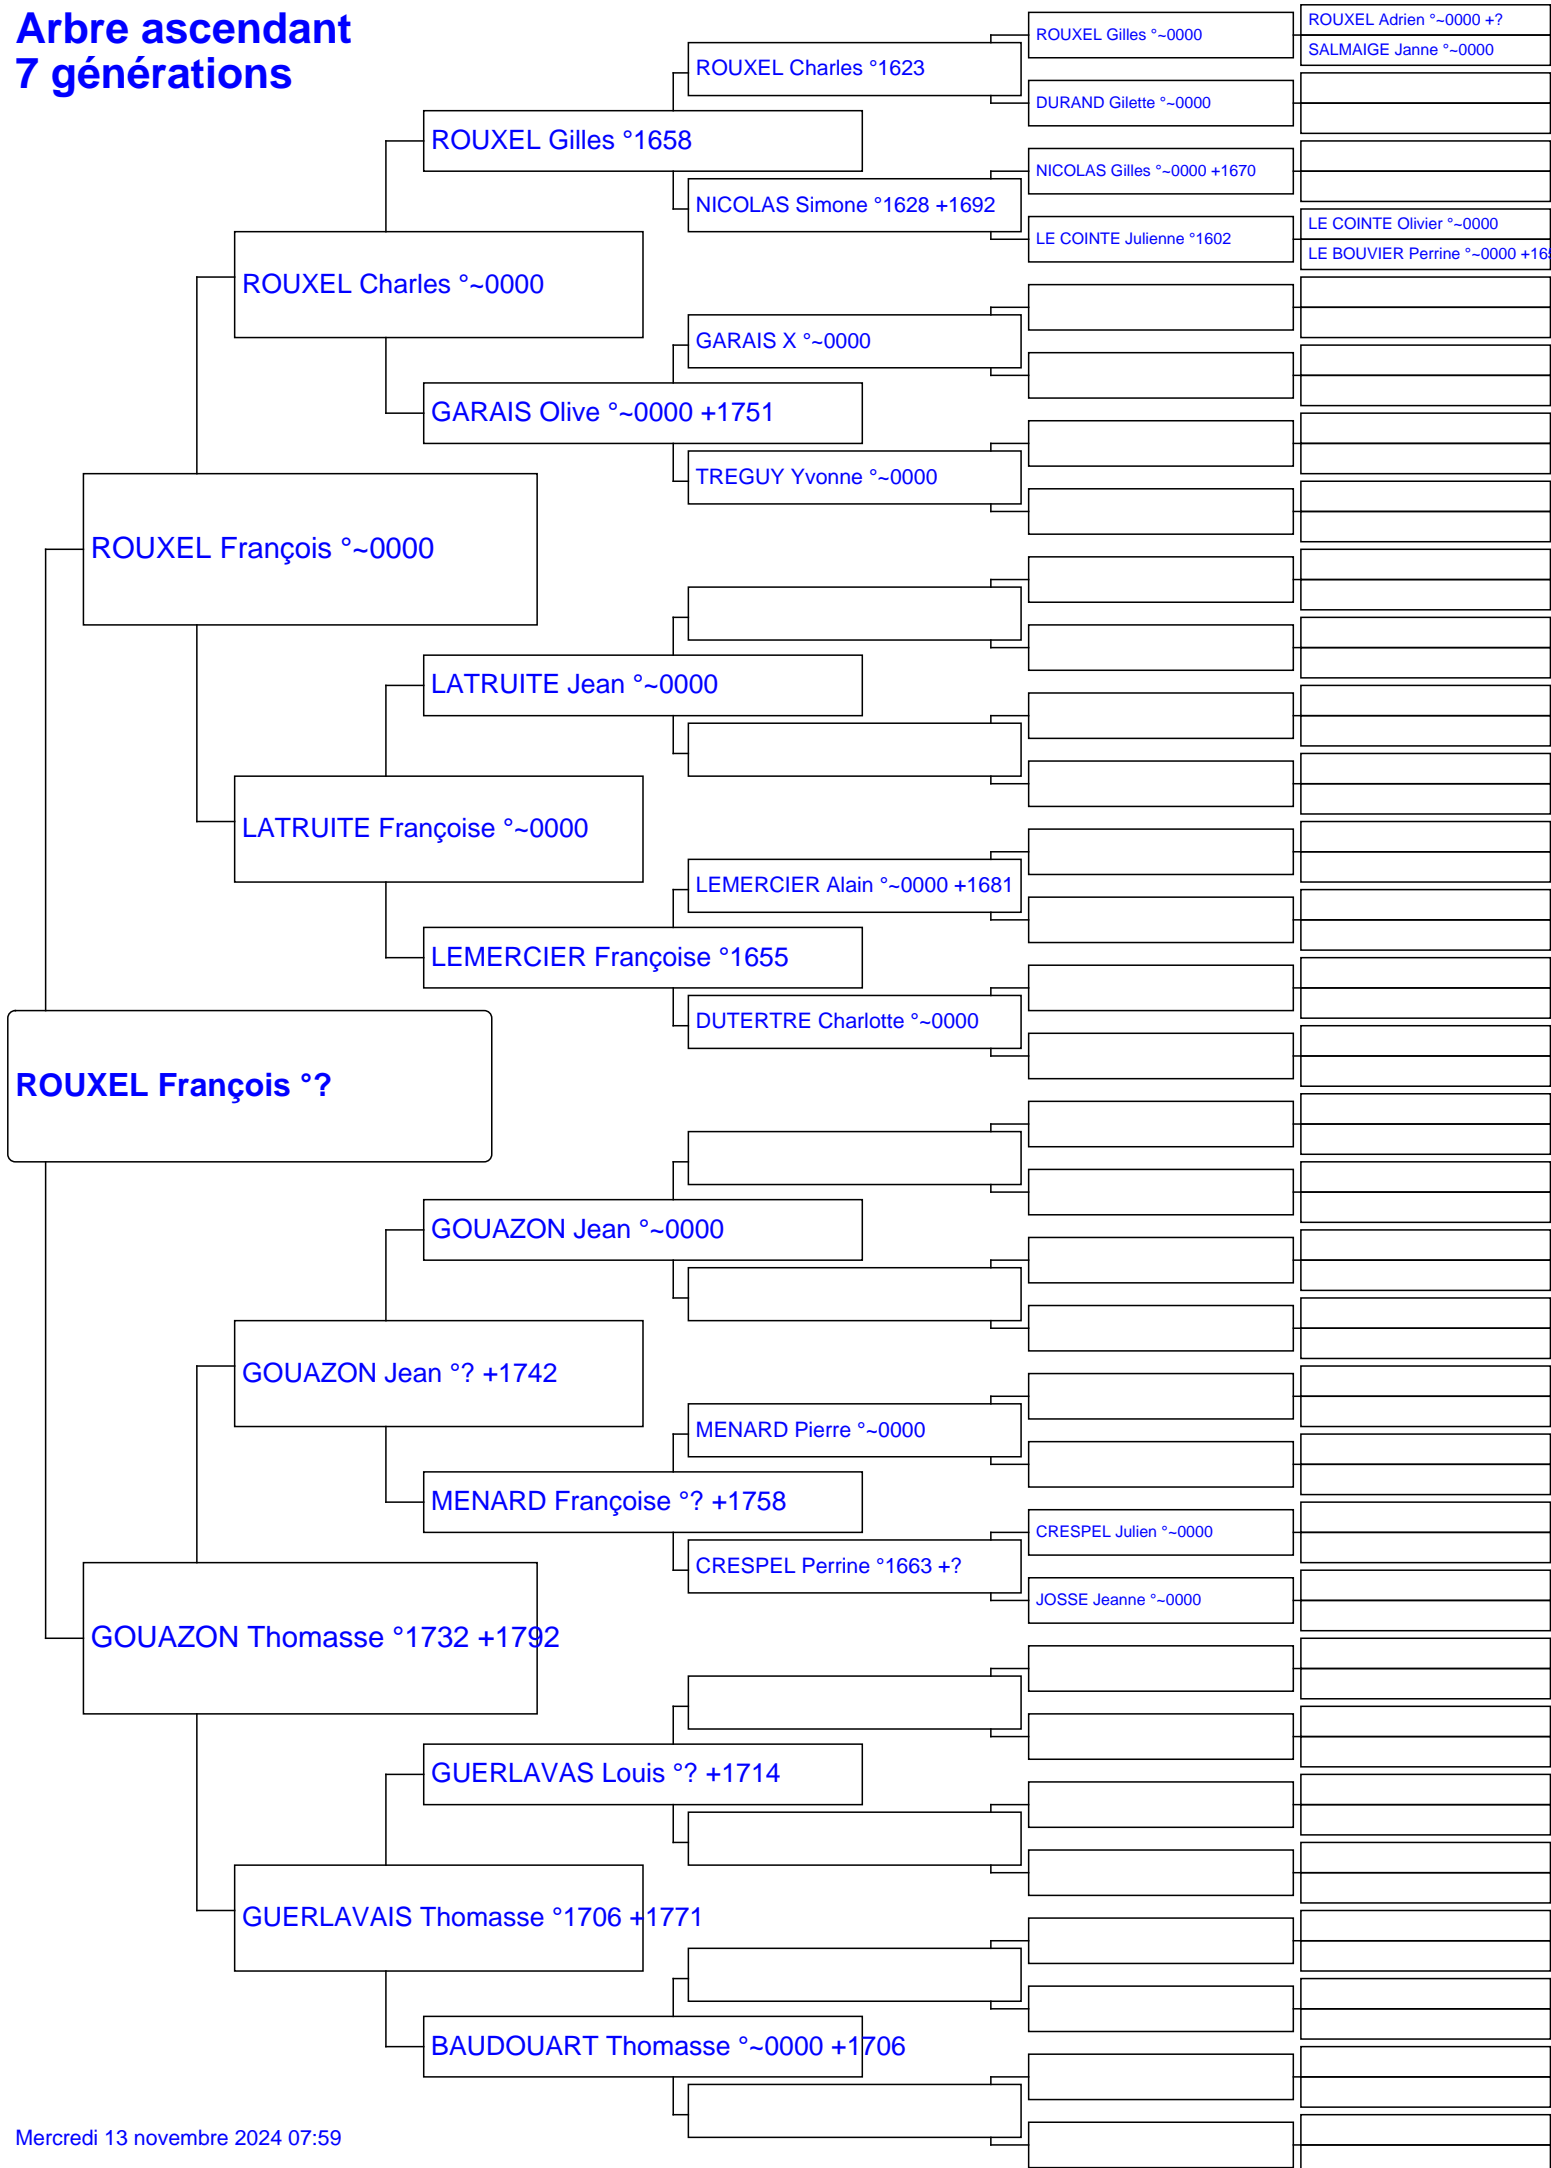 Arbre ascendant
7 générations
ROUXEL Adrien °~0000 +?
ROUXEL Gilles °~0000
SALMAIGE Janne °~0000
ROUXEL Charles °1623
DURAND Gilette °~0000
ROUXEL Gilles °1658
NICOLAS Gilles °~0000 +1670
NICOLAS Simone °1628 +1692
LE COINTE Olivier °~0000
LE COINTE Julienne °1602
LE BOUVIER Perrine °~0000 +16
ROUXEL Charles °~0000
GARAIS X °~0000
GARAIS Olive °~0000 +1751
TREGUY Yvonne °~0000
ROUXEL François °~0000
LATRUITE Jean °~0000
LATRUITE Françoise °~0000
LEMERCIER Alain °~0000 +1681
LEMERCIER Françoise °1655
DUTERTRE Charlotte °~0000
ROUXEL François °?
GOUAZON Jean °~0000
GOUAZON Jean °? +1742
MENARD Pierre °~0000
MENARD Françoise °? +1758
CRESPEL Julien °~0000
CRESPEL Perrine °1663 +?
JOSSE Jeanne °~0000
GOUAZON Thomasse °1732 +1792
GUERLAVAS Louis °? +1714
GUERLAVAIS Thomasse °1706 +1771
BAUDOUART Thomasse °~0000 +1706
Mercredi 13 novembre 2024 07:59